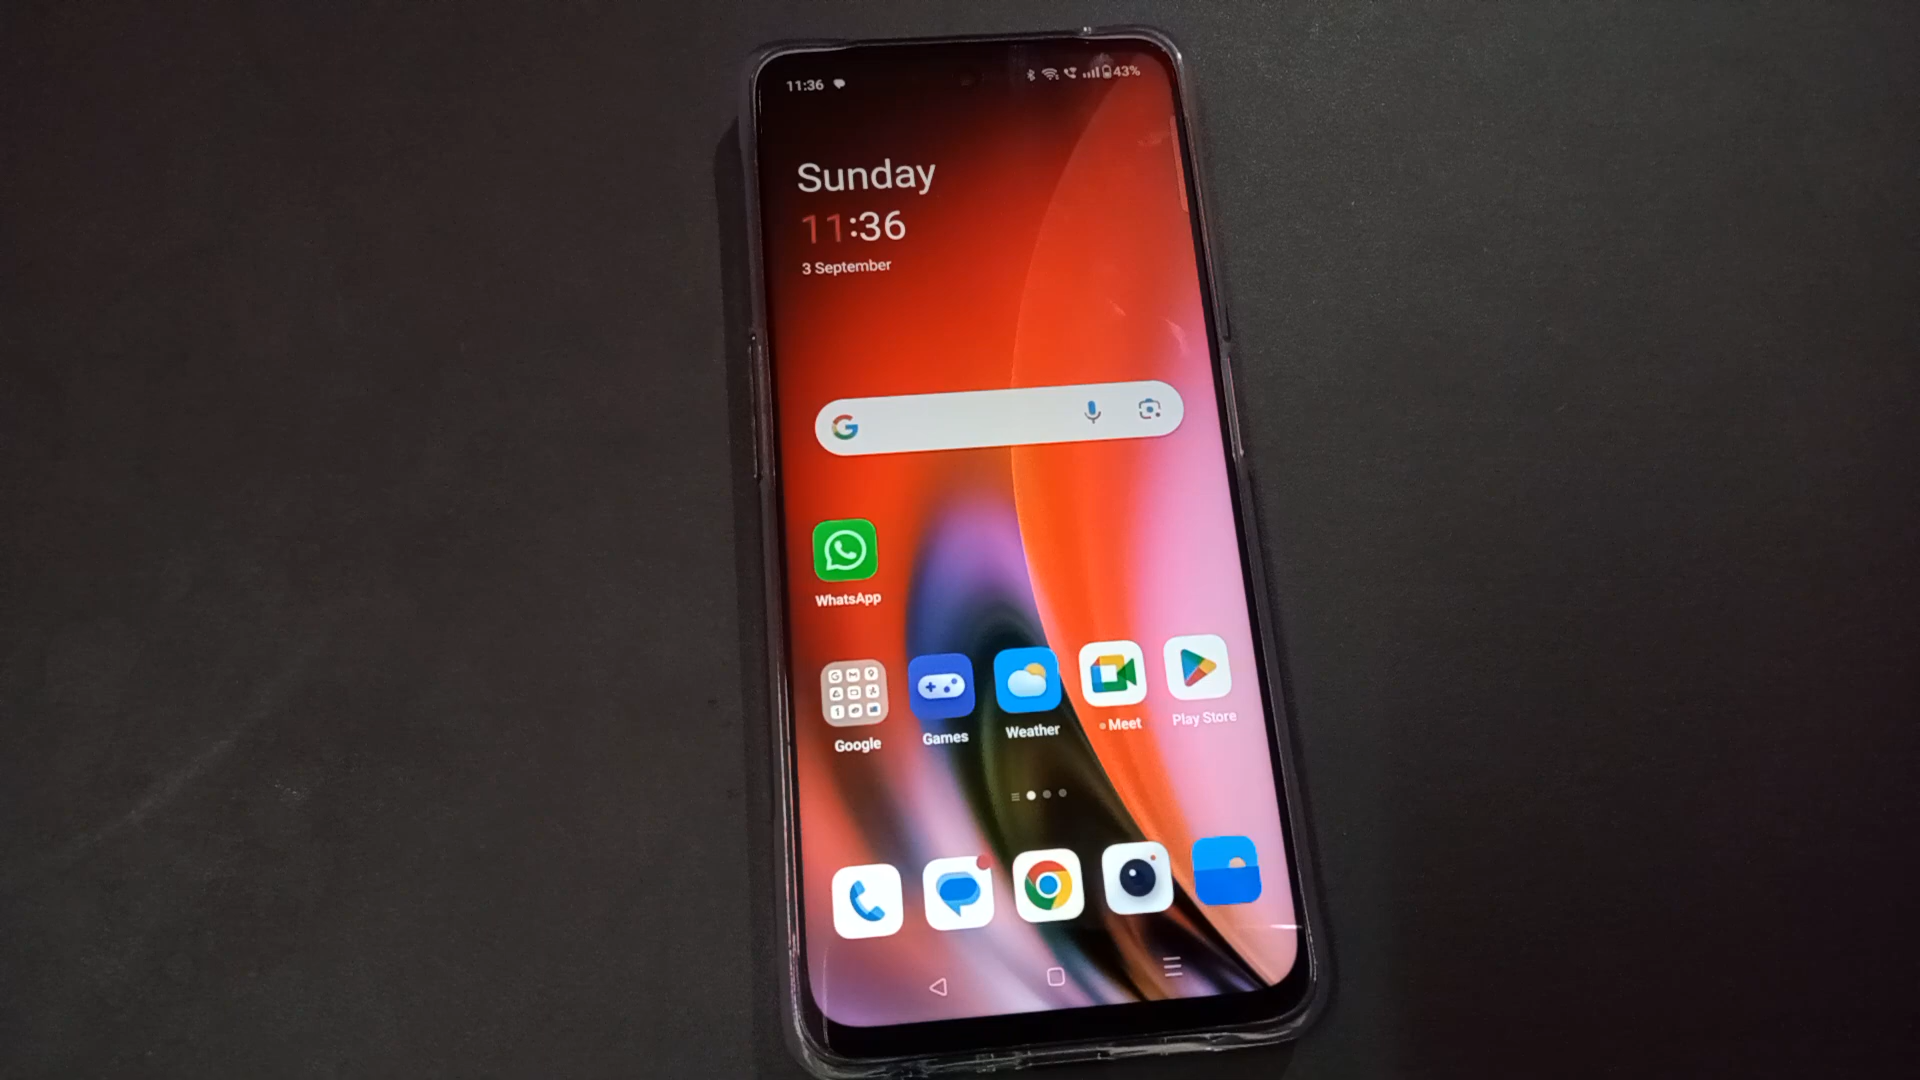 11:36 43%
Sunday
11:36
3 September
G
WhatsApp
Google Games Weather Meet Play Store